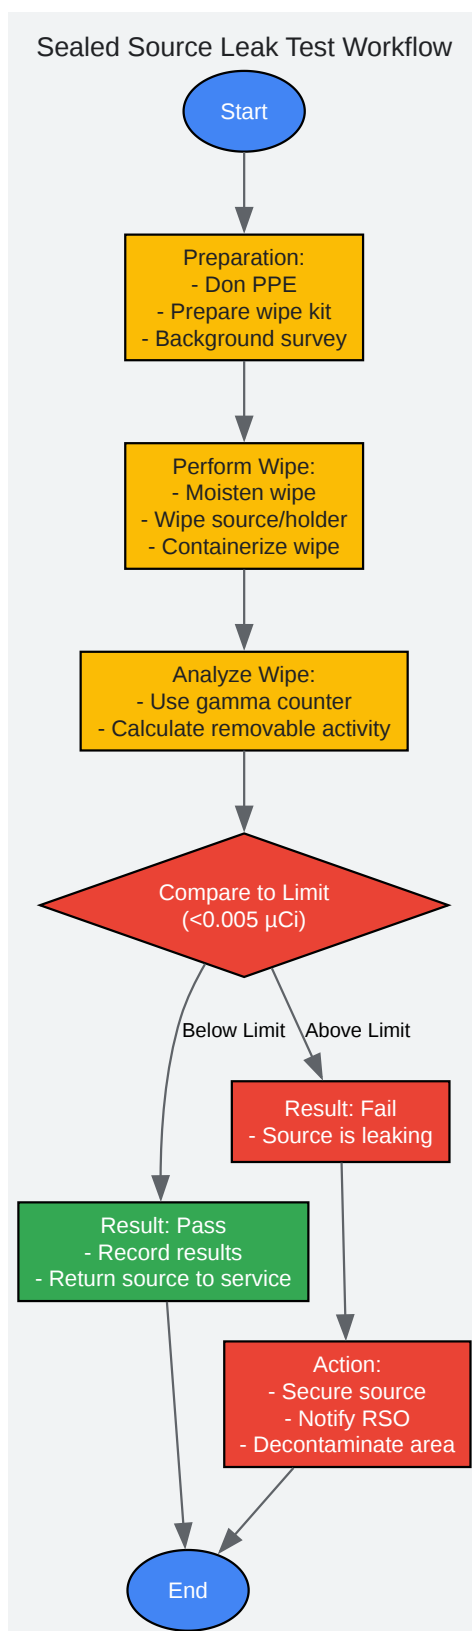 Sealed Source Leak Test Workflow
Start
Preparation:
- Don PPE
- Prepare wipe kit
- Background survey
Perform Wipe:
- Moisten wipe
- Wipe source/holder
- Containerize wipe
Analyze Wipe:
- Use gamma counter
- Calculate removable activity
Compare to Limit
(<0.005 µCi)
Below Limit
Above Limit
Result: Fail
- Source is leaking
Result: Pass
- Record results
- Return source to service
Action:
- Secure source
- Notify RSO
- Decontaminate area
End